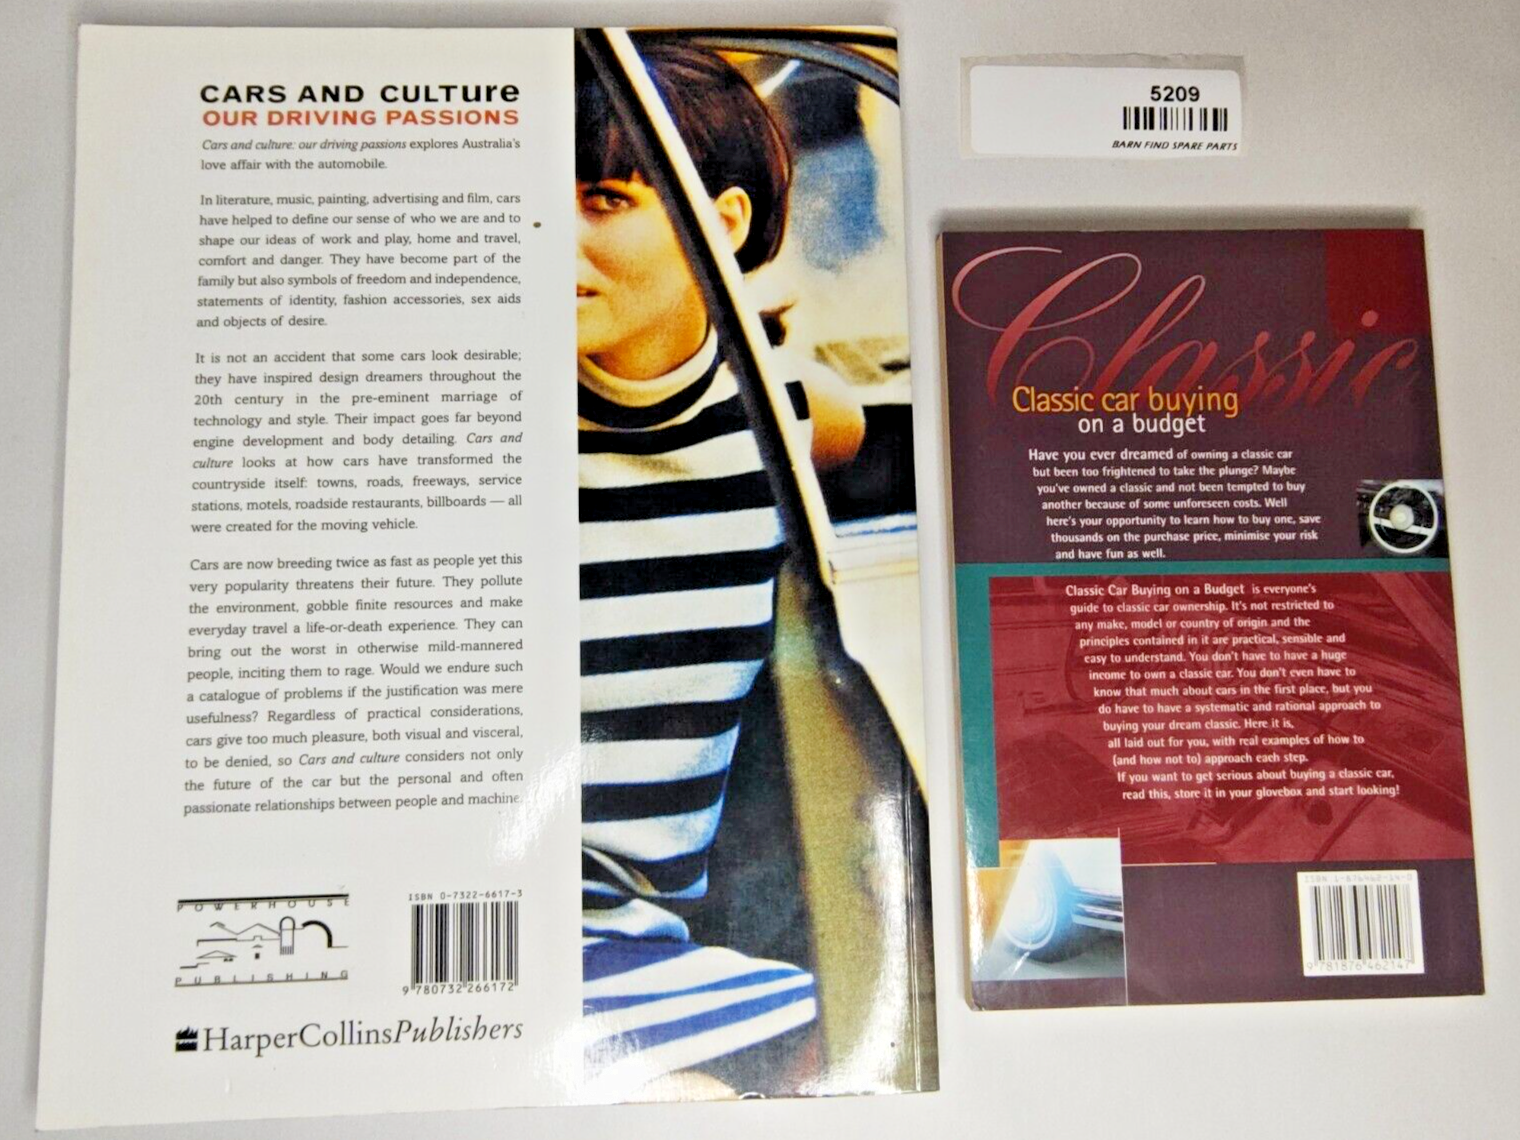 CARS AND CULTure
OUR DRIVING PASSIONS
Cars and culture: our driving passions explores Australia's
love affair with the automobile.
In literature, music, painting, advertising and film, cars
have helped to define our sense of who we are and to
shape our ideas of work and play, home and travel,
comfort and danger. They have become part of the
family but also symbols of freedom and independence,
statements of identity, fashion accessories, sex aids
and objects of desire.
It is not an accident that some cars look desirable;
they have inspired design dreamers throughout the
20th century in the pre-eminent marriage of
technology and style. Their impact goes far beyond
engine development and body detailing. Cars and
culture looks at how cars have transformed the
countryside itself: towns, roads, freeways, service
stations, motels, roadside restaurants, billboards — all
were created for the moving vehicle.
Cars are now breeding twice as fast as people yet this
very popularity threatens their future. They pollute
the environment, gobble finite resources and make
everyday travel a life-or-death experience. They can
bring out the worst in otherwise mild-mannered
people, inciting them to rage. Would we endure such
a catalogue of problems if the justification was mere
usefulness? Regardless of practical considerations,
cars give too much pleasure, both visual and visceral,
to be denied, so Cars and culture considers not only
the future of the car but the personal and often
passionate relationships between people and machine.
POWERHOUSE
PUBLISHING
ISBN 0-7322-6617-3
9 780732 266172
HarperCollinsPublishers
5209
BARN FIND SPARE PARTS
Classic
Classic car buying
on a budget
Have you ever dreamed of owning a classic car
but been too frightened to take the plunge? Maybe
you've owned a classic and not been tempted to buy
another because of some unforeseen costs. Well
here's your opportunity to learn how to buy one, save
thousands on the purchase price, minimise your risk
and have fun as well.
Classic Car Buying on a Budget is everyone's
guide to classic car ownership. It's not restricted to
any make, model or country of origin and the
principles contained in it are practical, sensible and
easy to understand. You don't have to have a huge
income to own a classic car. You don't even have to
know that much about cars in the first place, but you
do have to have a systematic and rational approach to
buying your dream classic. Here it is,
all laid out for you, with real examples of how to
(and how not to) approach each step.
If you want to get serious about buying a classic car,
read this, store it in your glovebox and start looking!
ISBN 1-876462-14-0
9 781876 462147